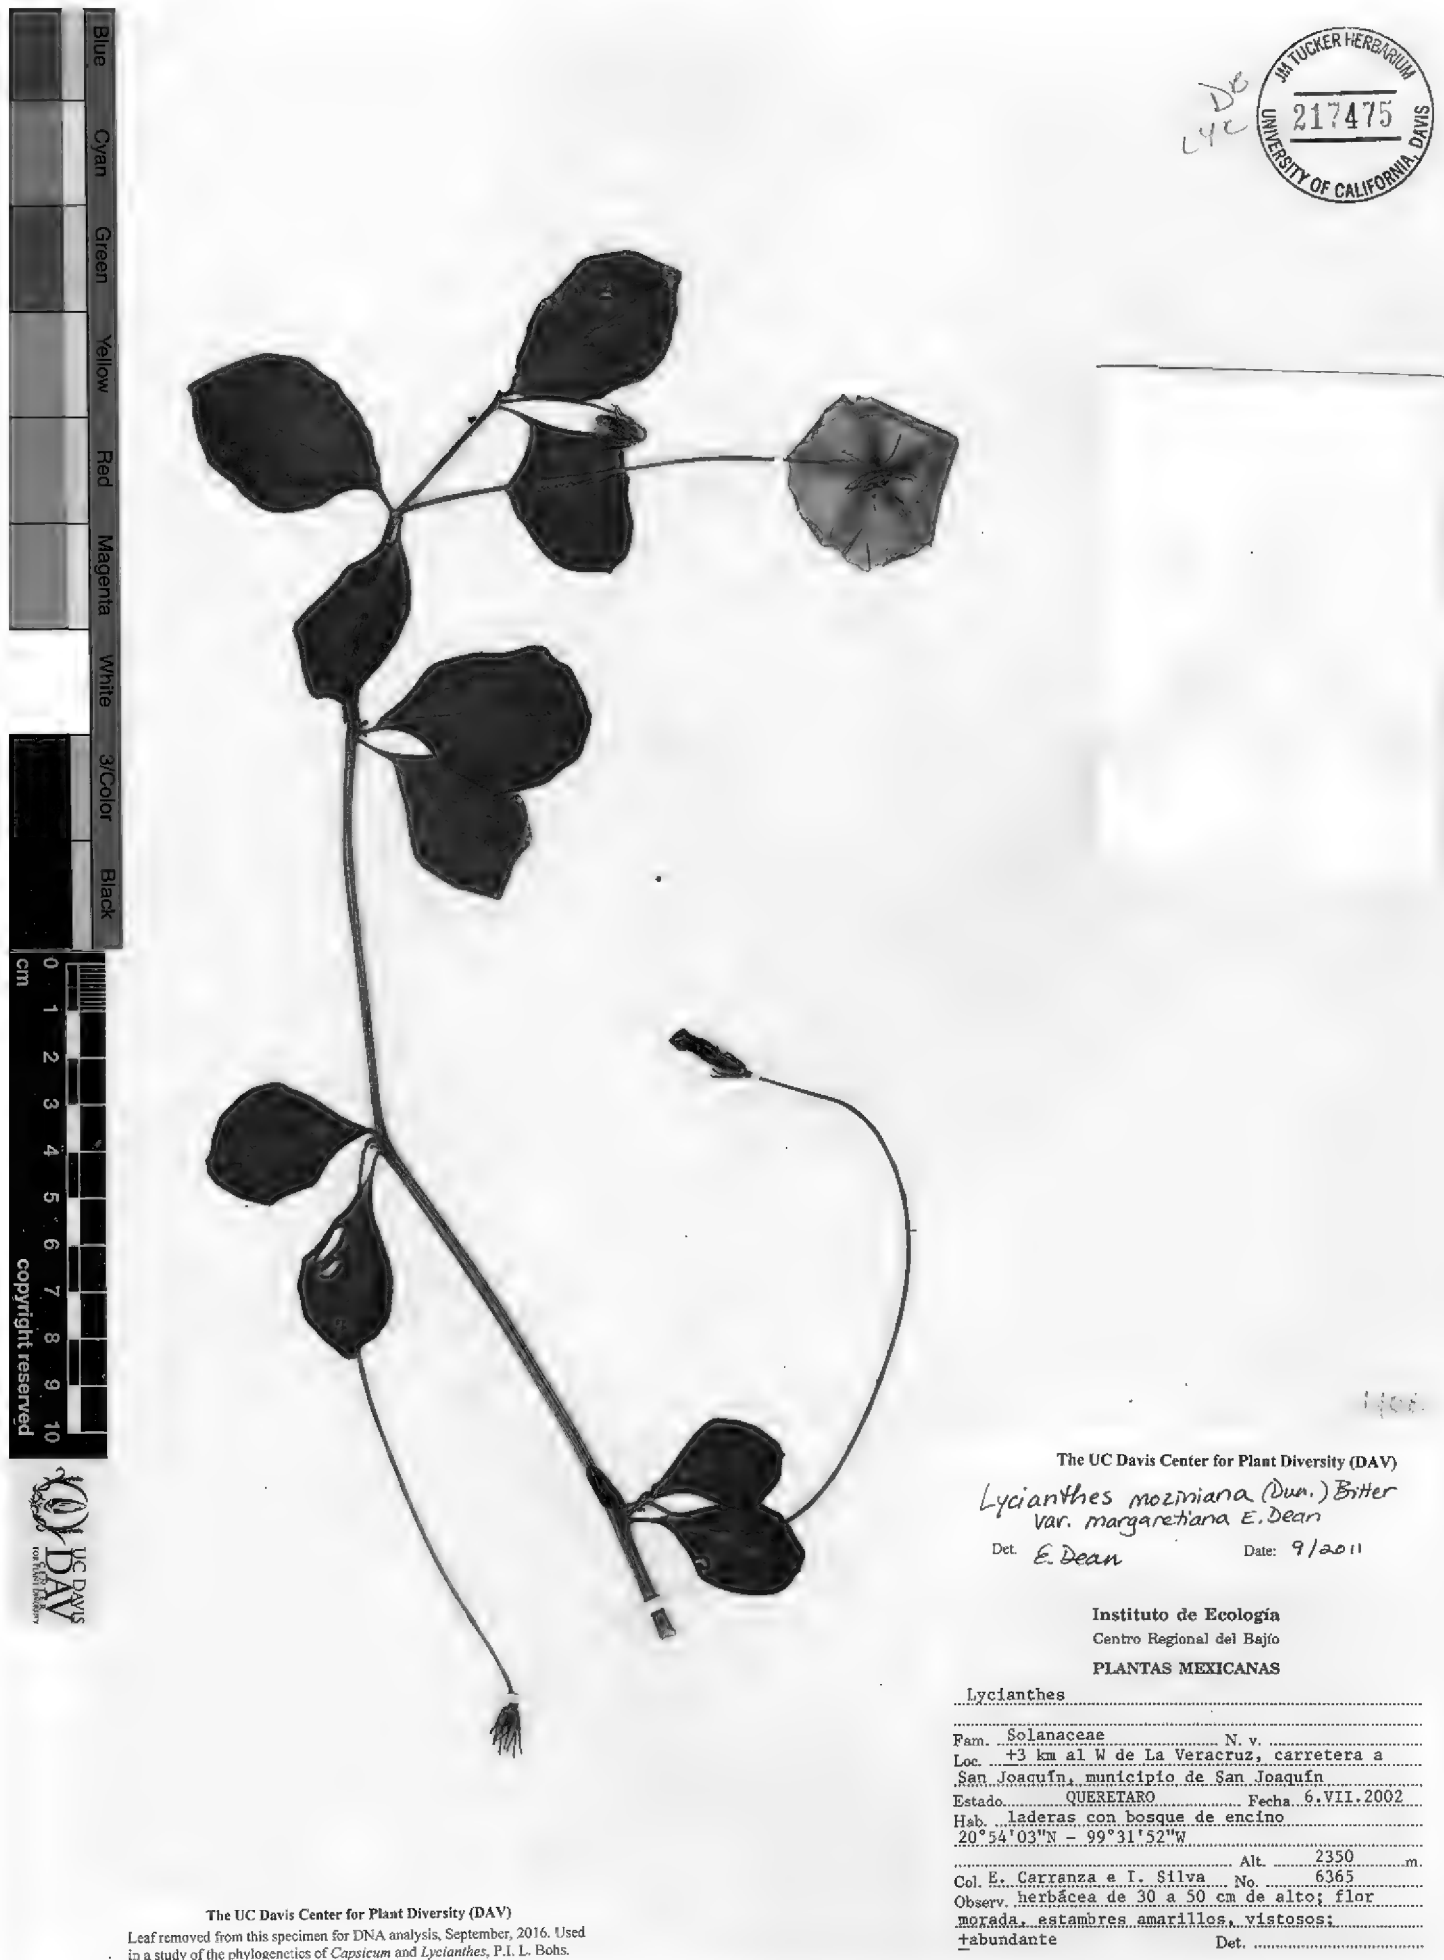 JM TUCKER HERBARIUM
217475
UNIVERSITY OF CALIFORNIA, DAVIS
DE
LYC
Blue
Cyan
Green
Yellow
Red
Magenta
White
3/Color
Black
0 1 2 3 4 5 6 7 8 9 10
cm
copyright reserved
UC DAVIS
CENTER
FOR PLANT DIVERSITY
DAV
The UC Davis Center for Plant Diversity (DAV)
Lycianthes moziniana (Dun.) Bitter
var. margaretiana E. Dean
Det. E. Dean Date: 9/2011
Instituto de Ecología
Centro Regional del Bajío
PLANTAS MEXICANAS
Lycianthes
Fam. Solanaceae N. v.
Loc. ±3 km al W de La Veracruz, carretera a
San Joaquín, municipio de San Joaquín
Estado QUERETARO Fecha 6.VII.2002
Hab. laderas con bosque de encino
20°54'03"N - 99°31'52"W
Alt. 2350 m.
Col. E. Carranza e I. Silva No. 6365
Observ. herbácea de 30 a 50 cm de alto; flor
morada, estambres amarillos, vistosos;
±abundante Det.
The UC Davis Center for Plant Diversity (DAV)
Leaf removed from this specimen for DNA analysis, September, 2016. Used
in a study of the phylogenetics of Capsicum and Lycianthes, P.I. L. Bohs.